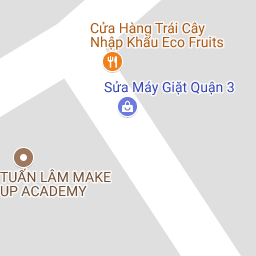 Cửa Hàng Trái Cây
Nhập Khẩu Eco Fruits
Sửa Máy Giặt Quận 3
TUẤN LÂM MAKE
UP ACADEMY